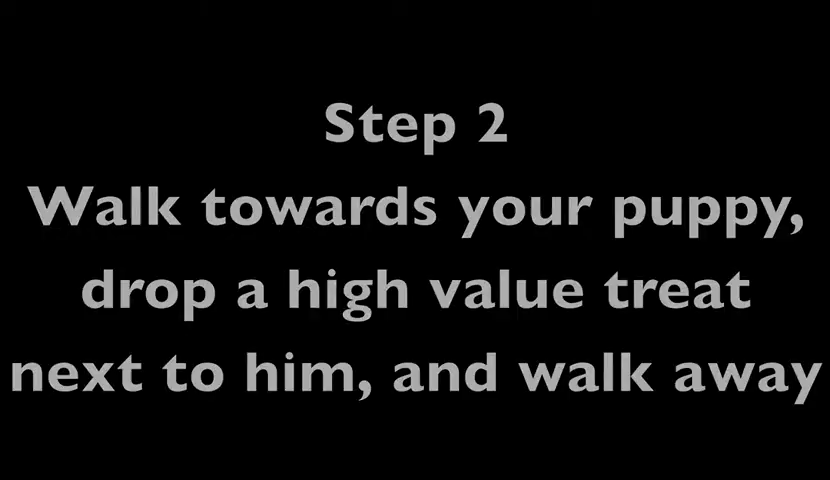 Step 2
Walk towards your puppy,
drop a high value treat
next to him, and walk away